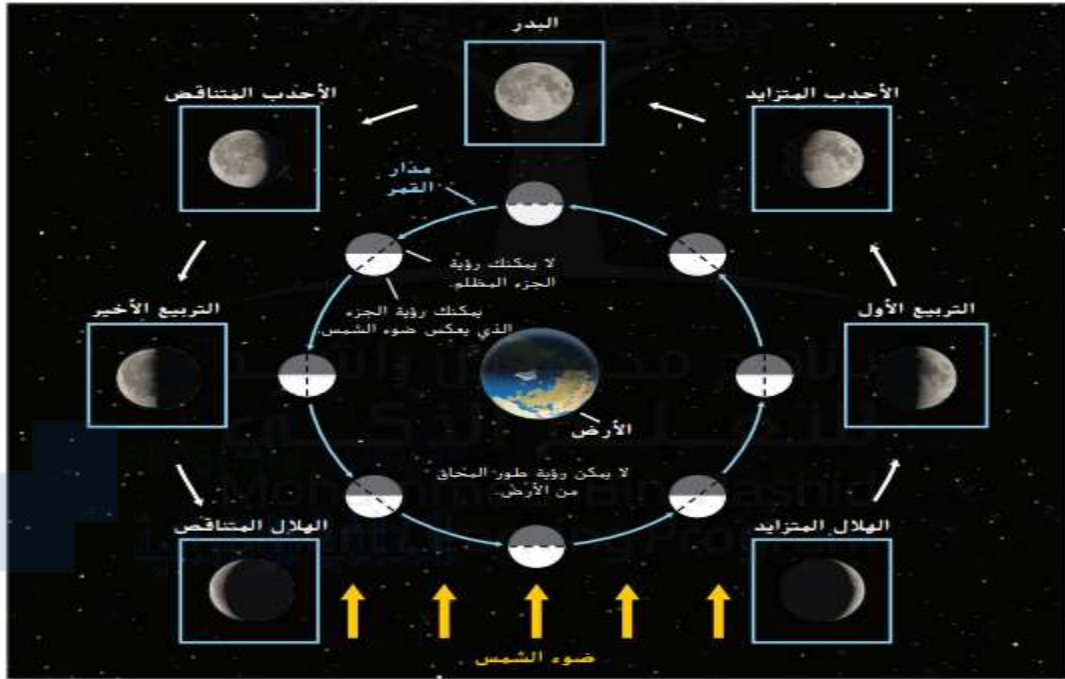 البدر
الأحدب المتناقص
الأحدب المتزايد
مدار
القمر
لا يمكنك رؤية
الجزء المظلم.
يمكنك رؤية الجزء
الذي يعكس ضوء الشمس.
التربيع الأخير
التربيع الأول
الأرض
لا يمكن رؤية طور المحاق
من الأرض.
الهلال المتناقص
الهلال المتزايد
ضوء الشمس